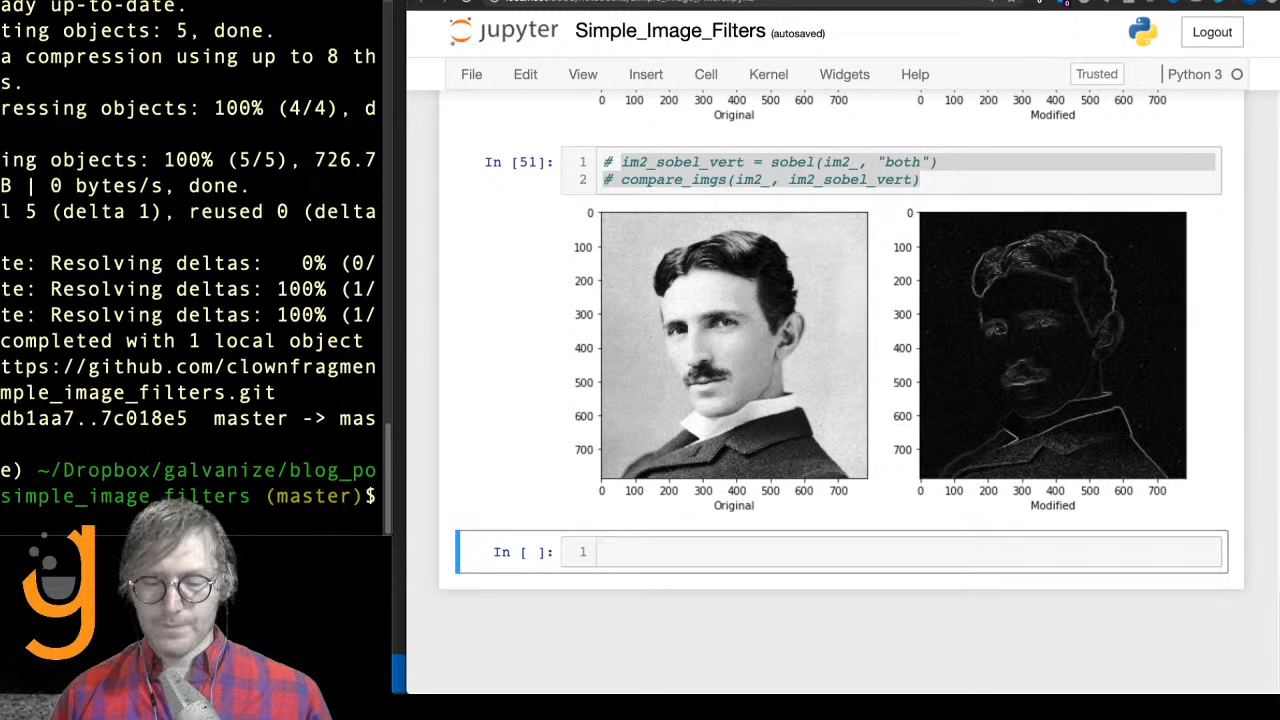 ady up-to-date.
ting objects: 5, done.
a compression using up to 8 th
s.
ressing objects: 100% (4/4), d
ing objects: 100% (5/5), 726.7
B | 0 bytes/s, done.
l 5 (delta 1), reused 0 (delta
te: Resolving deltas:   0% (0/
te: Resolving deltas: 100% (1/
te: Resolving deltas: 100% (1/
completed with 1 local object
ttps://github.com/clownfragmen
mple_image_filters.git
db1aa7..7c018e5  master -> mas
e) ~/Dropbox/galvanize/blog_po
simple_image_filters (master)$
g
jupyter Simple_Image_Filters (autosaved)
Logout
File Edit View Insert Cell Kernel Widgets Help
Trusted
Python 3
0 100 200 300 400 500 600 700
Original
0 100 200 300 400 500 600 700
Modified
In [51]:
1 # im2_sobel_vert = sobel(im2_, "both")
2 # compare_imgs(im2_, im2_sobel_vert)
0
100
200
300
400
500
600
700
0 100 200 300 400 500 600 700
Original
0
100
200
300
400
500
600
700
0 100 200 300 400 500 600 700
Modified
In [ ]: 1